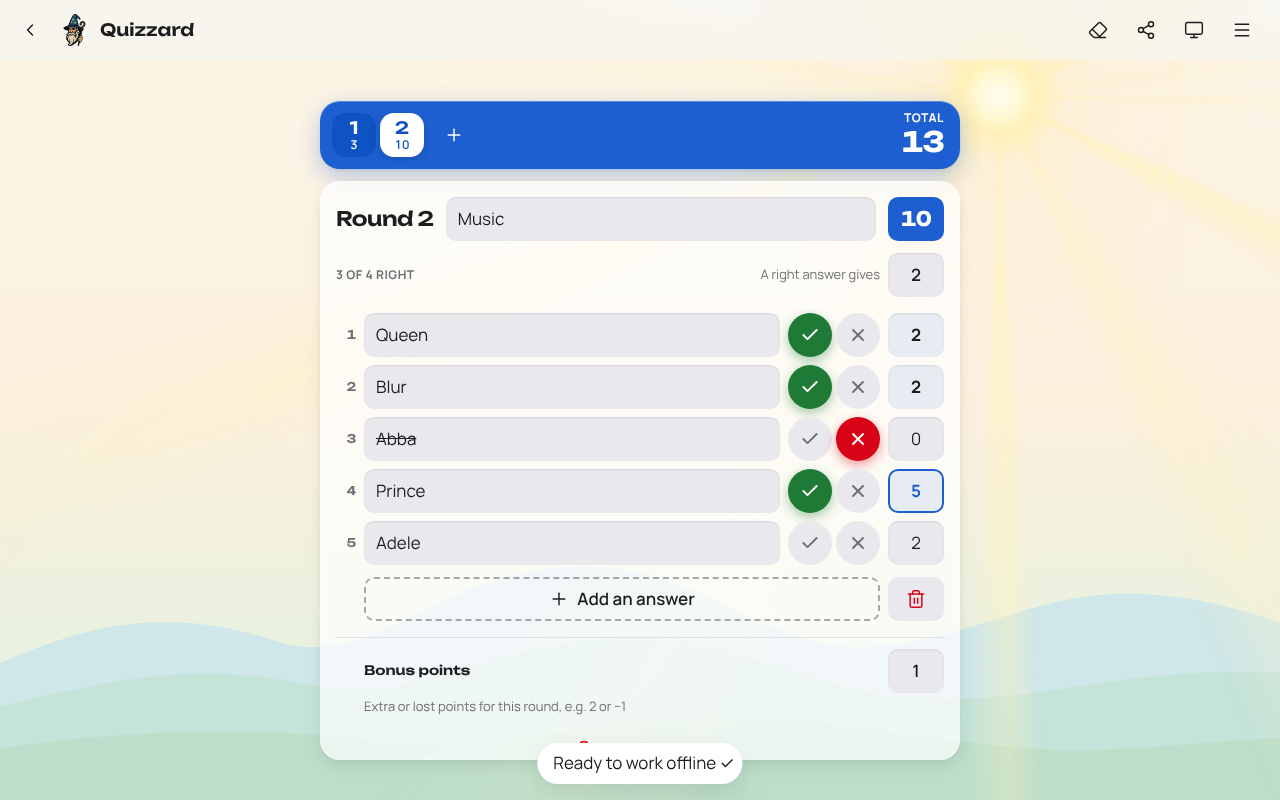 Quizzard
1 2 + TOTAL
3 10 13
Round 2 Music 10
3 OF 4 RIGHT A right answer gives 2
1 Queen 2
2 Blur 2
3 Abba 0
4 Prince 5
5 Adele 2
+ Add an answer
Bonus points 1
Extra or lost points for this round, e.g. 2 or −1
Ready to work offline ✓